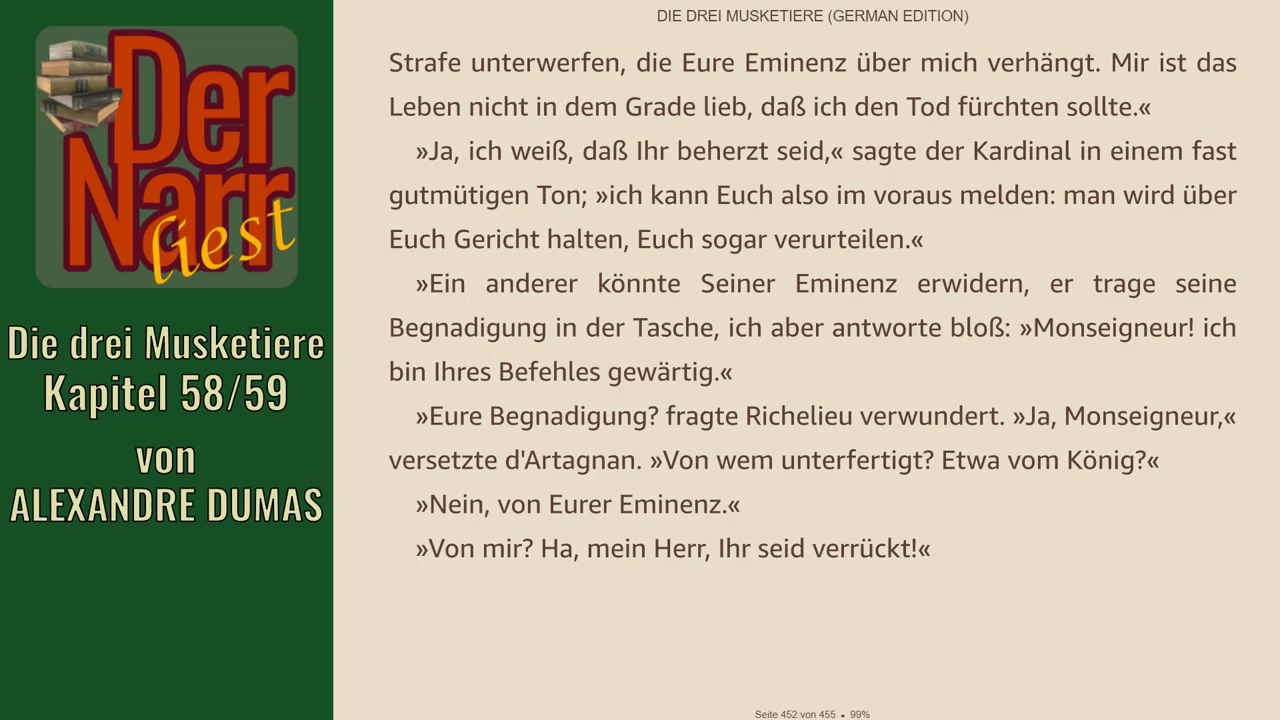 Der
Narr
liest
Die drei Musketiere
Kapitel 58/59
von
ALEXANDRE DUMAS
DIE DREI MUSKETIERE (GERMAN EDITION)
Strafe unterwerfen, die Eure Eminenz über mich verhängt. Mir ist das
Leben nicht in dem Grade lieb, daß ich den Tod fürchten sollte.«
»Ja, ich weiß, daß Ihr beherzt seid,« sagte der Kardinal in einem fast
gutmütigen Ton; »ich kann Euch also im voraus melden: man wird über
Euch Gericht halten, Euch sogar verurteilen.«
»Ein anderer könnte Seiner Eminenz erwidern, er trage seine
Begnadigung in der Tasche, ich aber antworte bloß: »Monseigneur! ich
bin Ihres Befehles gewärtig.«
»Eure Begnadigung? fragte Richelieu verwundert. »Ja, Monseigneur,«
versetzte d'Artagnan. »Von wem unterfertigt? Etwa vom König?«
»Nein, von Eurer Eminenz.«
»Von mir? Ha, mein Herr, Ihr seid verrückt!«
Seite 452 von 455 • 99%